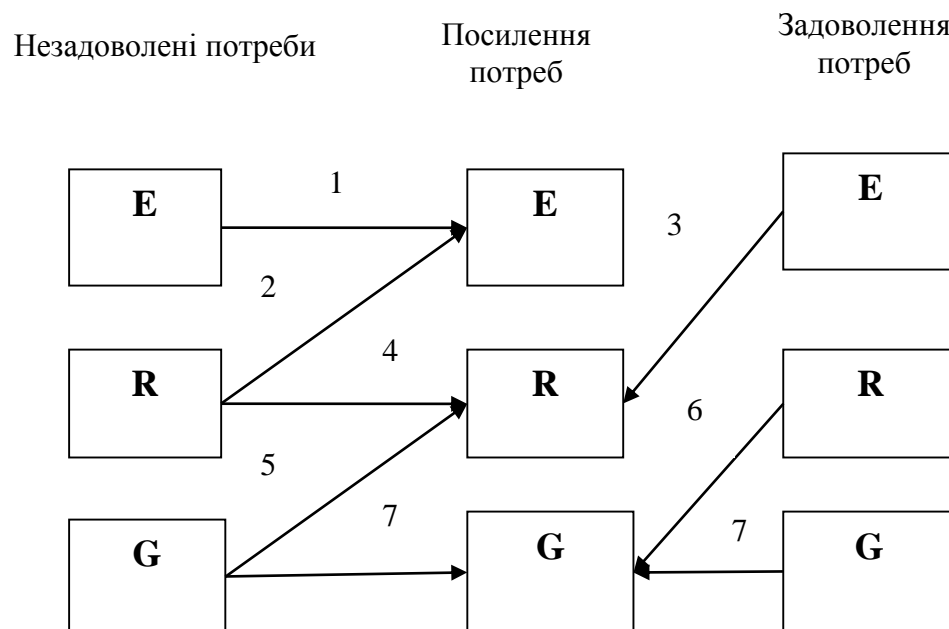 Незадоволені потреби
Посилення
потреб
Задоволення
потреб
E
1
E
3
E
2
R
4
R
6
R
5
G
7
G
7
G